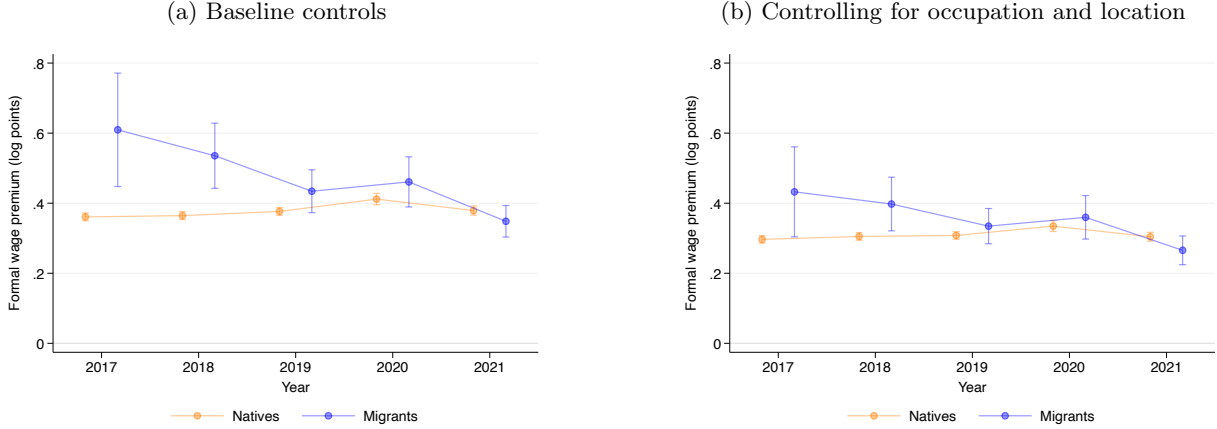 (a) Baseline controls
Formal wage premium (log points)
.8
.6
.4
.2
0
2017 2018 2019 2020 2021
Year
Natives Migrants
(b) Controlling for occupation and location
Formal wage premium (log points)
.8
.6
.4
.2
0
2017 2018 2019 2020 2021
Year
Natives Migrants